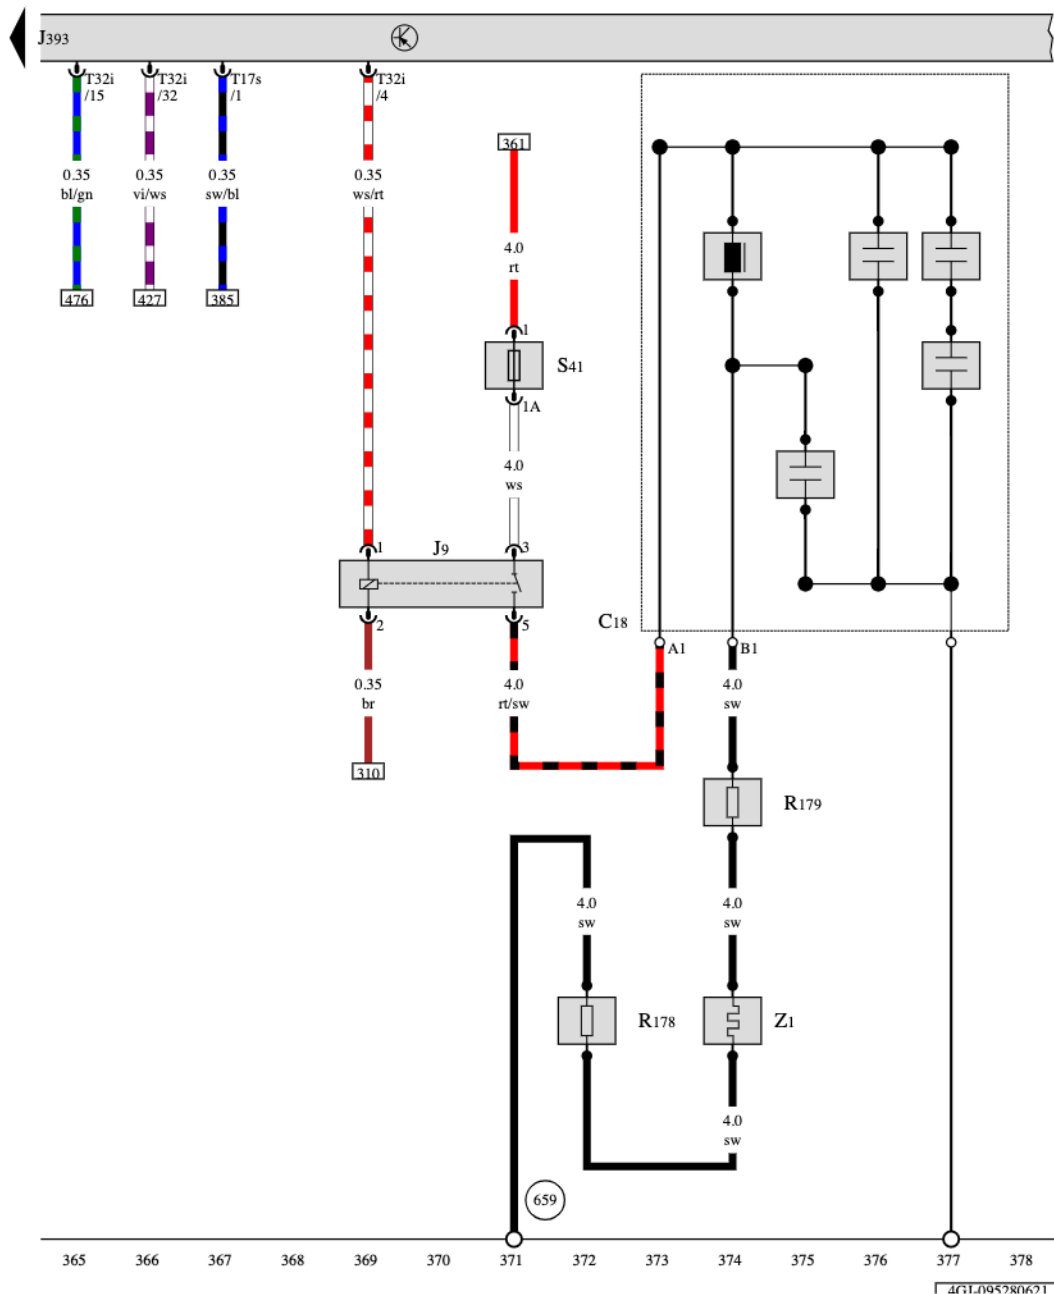 J393
T32i
/15
T32i
/32
T17s
/1
T32i
/4
361
0.35
bl/gn
0.35
vi/ws
0.35
sw/bl
0.35
ws/rt
4.0
rt
476
427
385
1
S41
1A
4.0
ws
1
J9
3
2
5
C18
A1
B1
0.35
br
4.0
rt/sw
4.0
sw
310
R179
4.0
sw
4.0
sw
R178
Z1
4.0
sw
659
365 366 367 368 369 370 371 372 373 374 375 376 377 378
4GI-095280621